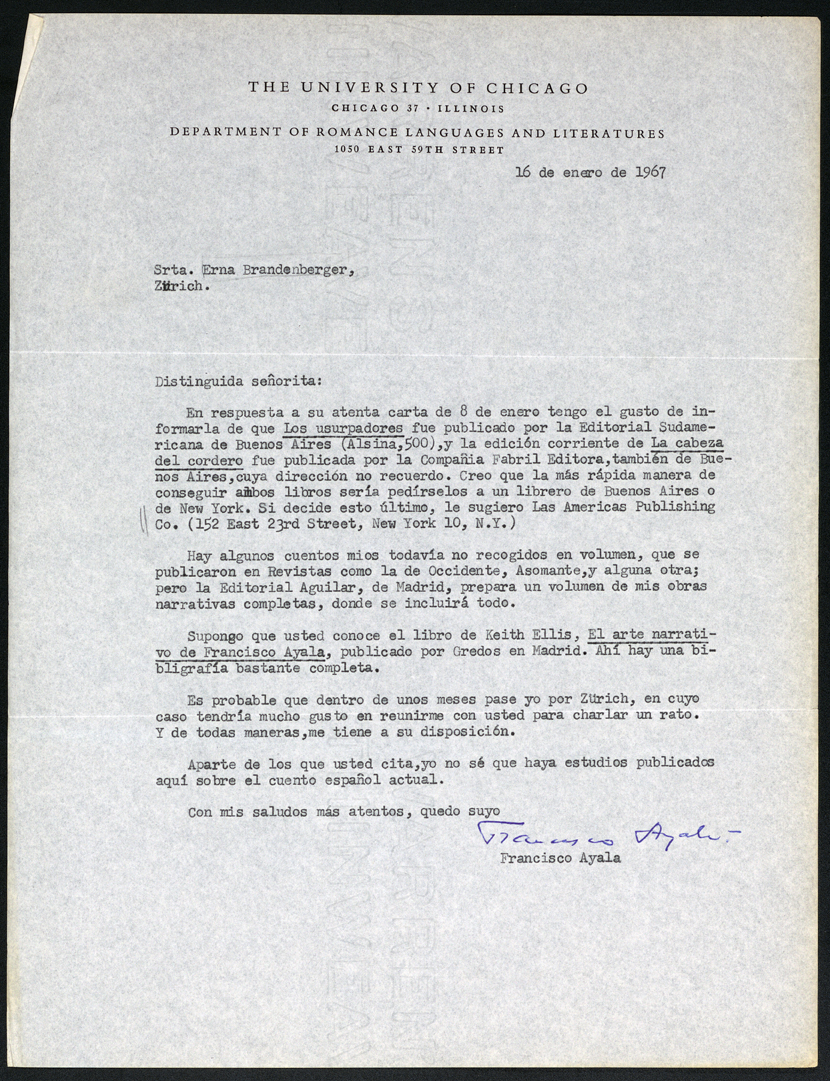 THE UNIVERSITY OF CHICAGO
CHICAGO 37 · ILLINOIS
DEPARTMENT OF ROMANCE LANGUAGES AND LITERATURES
1050 EAST 59TH STREET
16 de enero de 1967
Srta. Erna Brandenberger,
Zürich.
Distinguida señorita:
En respuesta a su atenta carta de 8 de enero tengo el gusto de in-
formarla de que Los usurpadores fue publicado por la Editorial Sudame-
ricana de Buenos Aires (Alsina,500),y la edición corriente de La cabeza
del cordero fue publicada por la Compañia Fabril Editora,también de Bue-
nos Aires,cuya dirección no recuerdo. Creo que la más rápida manera de
conseguir ambos libros sería pedírselos a un librero de Buenos Aires o
de New York. Si decide esto último, le sugiero Las Americas Publishing
Co. (152 East 23rd Street, New York 10, N.Y.)
Hay algunos cuentos mios todavía no recogidos en volumen, que se
publicaron en Revistas como la de Occidente, Asomante,y alguna otra;
pero la Editorial Aguilar, de Madrid, prepara un volumen de mis obras
narrativas completas, donde se incluirá todo.
Supongo que usted conoce el libro de Keith Ellis, El arte narrati-
vo de Francisco Ayala, publicado por Gredos en Madrid. Ahí hay una bi-
bligrafía bastante completa.
Es probable que dentro de unos meses pase yo por Zürich, en cuyo
caso tendría mucho gusto en reunirme con usted para charlar un rato.
Y de todas maneras,me tiene a su disposición.
Aparte de los que usted cita,yo no sé que haya estudios publicados
aquí sobre el cuento español actual.
Con mis saludos más atentos, quedo suyo
Francisco Ayala
Francisco Ayala